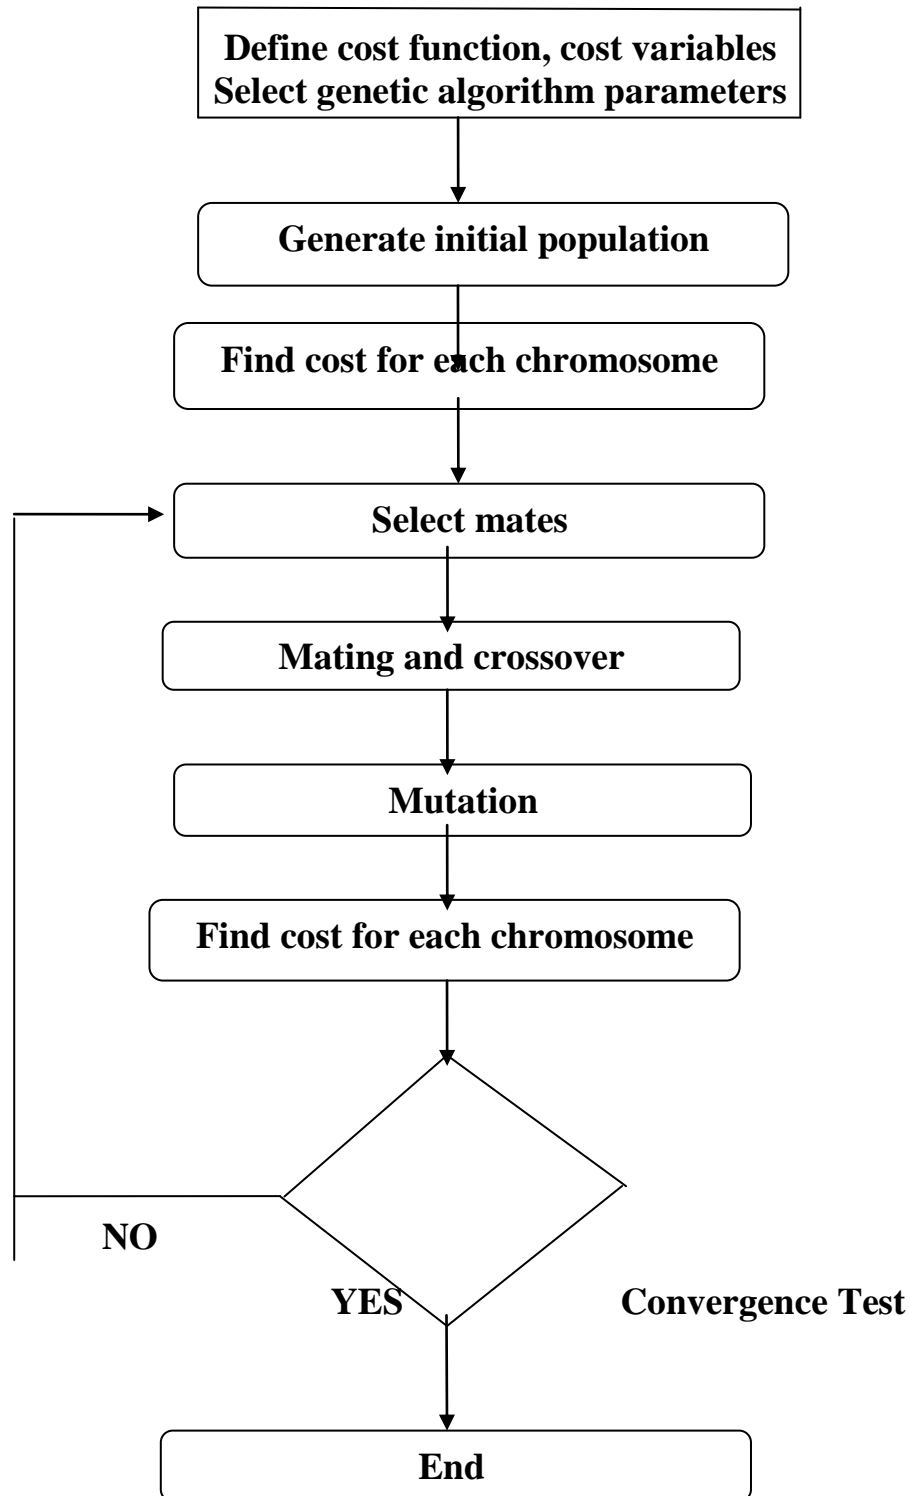 Define cost function, cost variables
Select genetic algorithm parameters
Generate initial population
Find cost for each chromosome
Select mates
Mating and crossover
Mutation
Find cost for each chromosome
NO
YES
Convergence Test
End